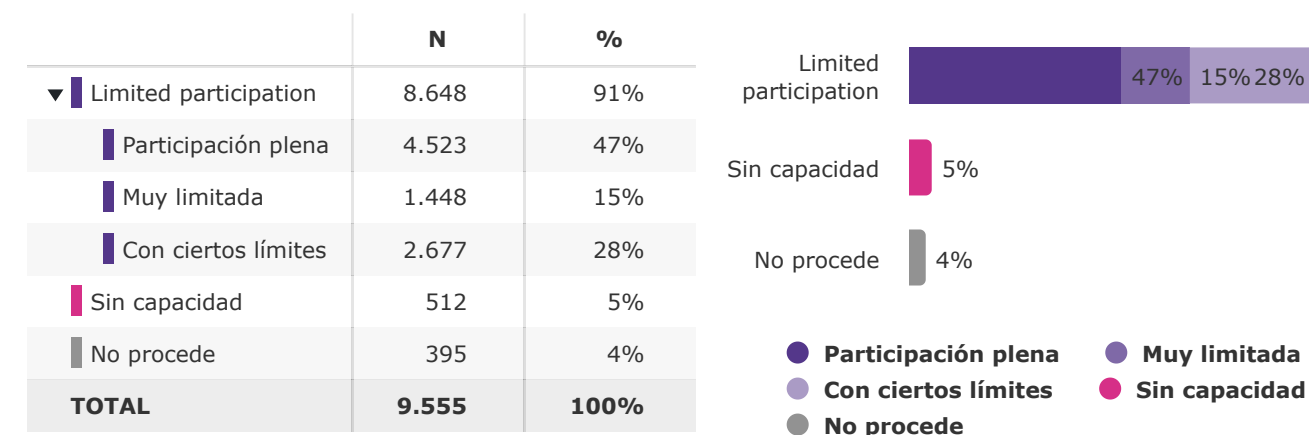 N %
Limited participation 8.648 91%
Participación plena 4.523 47%
Muy limitada 1.448 15%
Con ciertos límites 2.677 28%
Sin capacidad 512 5%
No procede 395 4%
TOTAL 9.555 100%
Limited
participation
47% 15% 28%
Sin capacidad 5%
No procede 4%
Participación plena Muy limitada
Con ciertos límites Sin capacidad
No procede